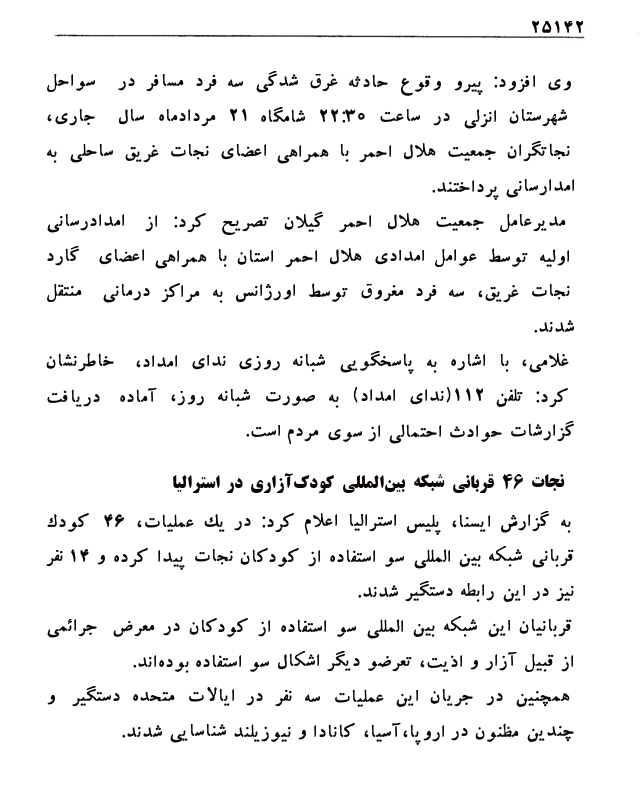 ۲۵۱۴۲
وی افزود: پیرو وقوع حادثه غرق شدگی سه فرد مسافر در سواحل
شهرستان انزلی در ساعت ۲۲:۳۰ شامگاه ۲۱ مردادماه سال جاری،
نجاتگران جمعیت هلال احمر با همراهی اعضای نجات غریق ساحلی به
امدارسانی پرداختند.
مدیرعامل جمعیت هلال احمر گیلان تصریح کرد: از امدادرسانی
اولیه توسط عوامل امدادی هلال احمر استان با همراهی اعضای گارد
نجات غریق، سه فرد مغروق توسط اورژانس به مراکز درمانی منتقل
شدند.
غلامی، با اشاره به پاسخگویی شبانه روزی ندای امداد، خاطرنشان
کرد: تلفن ۱۱۲(ندای امداد) به صورت شبانه روز، آماده دریافت
گزارشات حوادث احتمالی از سوی مردم است.
نجات ۴۶ قربانی شبکه بین‌المللی کودک‌آزاری در استرالیا
به گزارش ایسنا، پلیس استرالیا اعلام کرد: در یك عملیات، ۴۶ کودك
قربانی شبکه بین المللی سو استفاده از کودکان نجات پیدا کرده و ۱۴ نفر
نیز در این رابطه دستگیر شدند.
قربانیان این شبکه بین المللی سو استفاده از کودکان در معرض جرائمی
از قبیل آزار و اذیت، تعرضو دیگر اشکال سو استفاده بوده‌اند.
همچنین در جریان این عملیات سه نفر در ایالات متحده دستگیر و
چندین مظنون در اروپا،آسیا، کانادا و نیوزیلند شناسایی شدند.